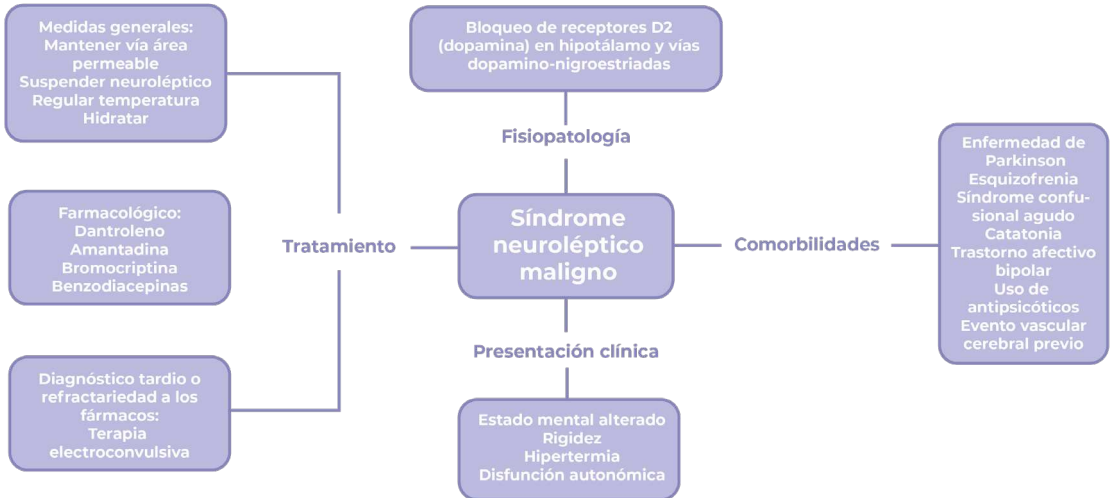 Medidas generales:
Mantener vía área
permeable
Suspender neuroléptico
Regular temperatura
Hidratar
Bloqueo de receptores D2
(dopamina) en hipotálamo y vías
dopamino-nigroestriadas
Fisiopatología
Farmacológico:
Dantroleno
Amantadina
Bromocriptina
Benzodiacepinas
Tratamiento
Síndrome
neuroléptico
maligno
Comorbilidades
Enfermedad de
Parkinson
Esquizofrenia
Síndrome confu-
sional agudo
Catatonia
Trastorno afectivo
bipolar
Uso de
antipsicóticos
Evento vascular
cerebral previo
Presentación clínica
Diagnóstico tardio o
refractariedad a los
fármacos:
Terapia
electroconvulsiva
Estado mental alterado
Rigidez
Hipertermia
Disfunción autonómica